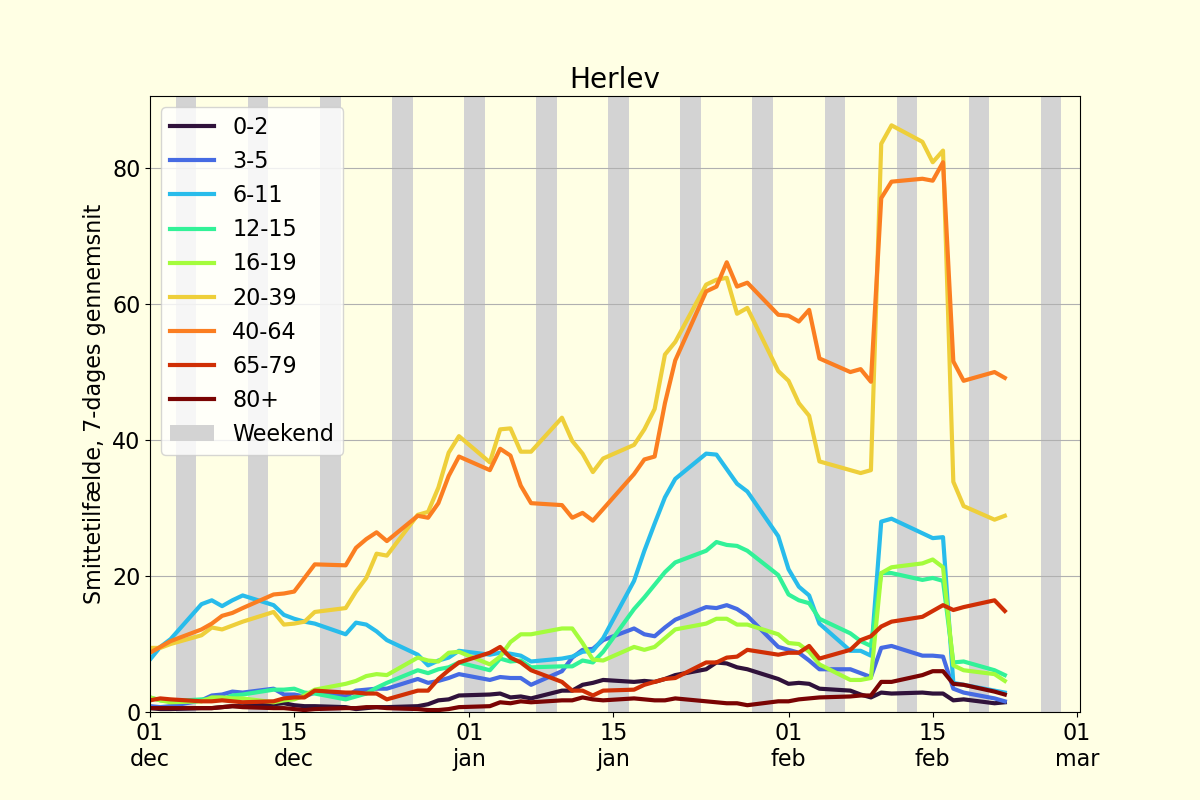 Herlev
0-2
3-5
6-11
12-15
16-19
20-39
40-64
65-79
80+
Weekend
Smittetilfælde, 7-dages gennemsnit
80
60
40
20
0
01 15 01 15 01 15 01
dec dec jan jan feb feb mar